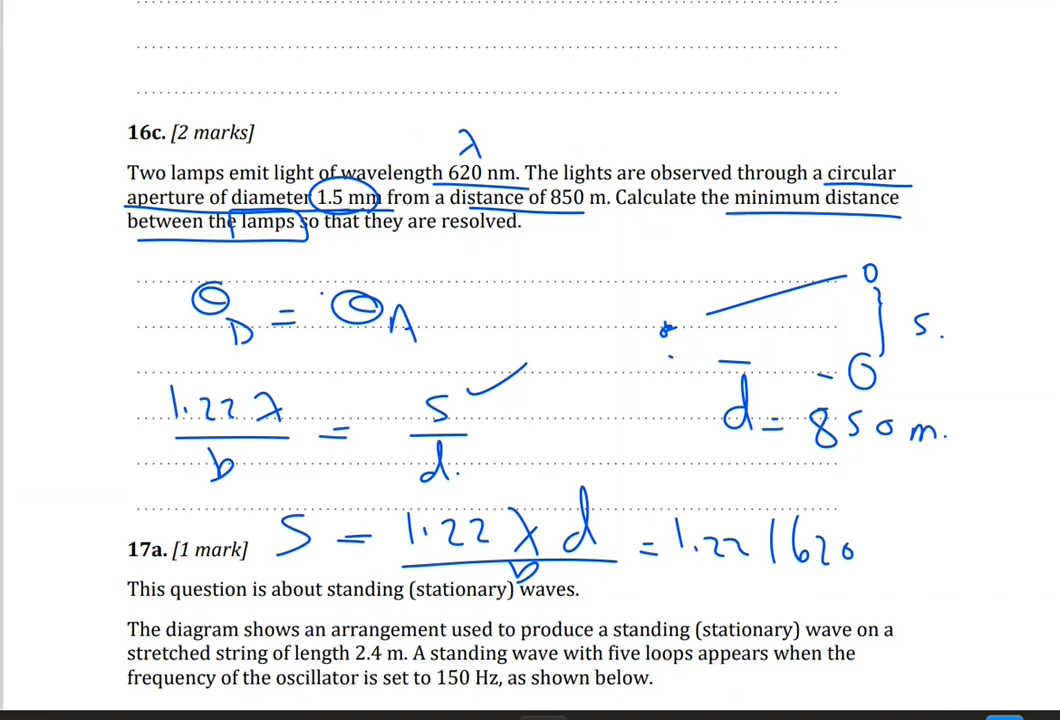 16c. [2 marks]
λ
Two lamps emit light of wavelength 620 nm. The lights are observed through a circular
aperture of diameter 1.5 mm from a distance of 850 m. Calculate the minimum distance
between the lamps so that they are resolved.
θD = θA
s.
1.22 λ / b = s / d.
d = 850 m.
S = 1.22 λ d / b = 1.22 (620
17a. [1 mark]
This question is about standing (stationary) waves.
The diagram shows an arrangement used to produce a standing (stationary) wave on a
stretched string of length 2.4 m. A standing wave with five loops appears when the
frequency of the oscillator is set to 150 Hz, as shown below.